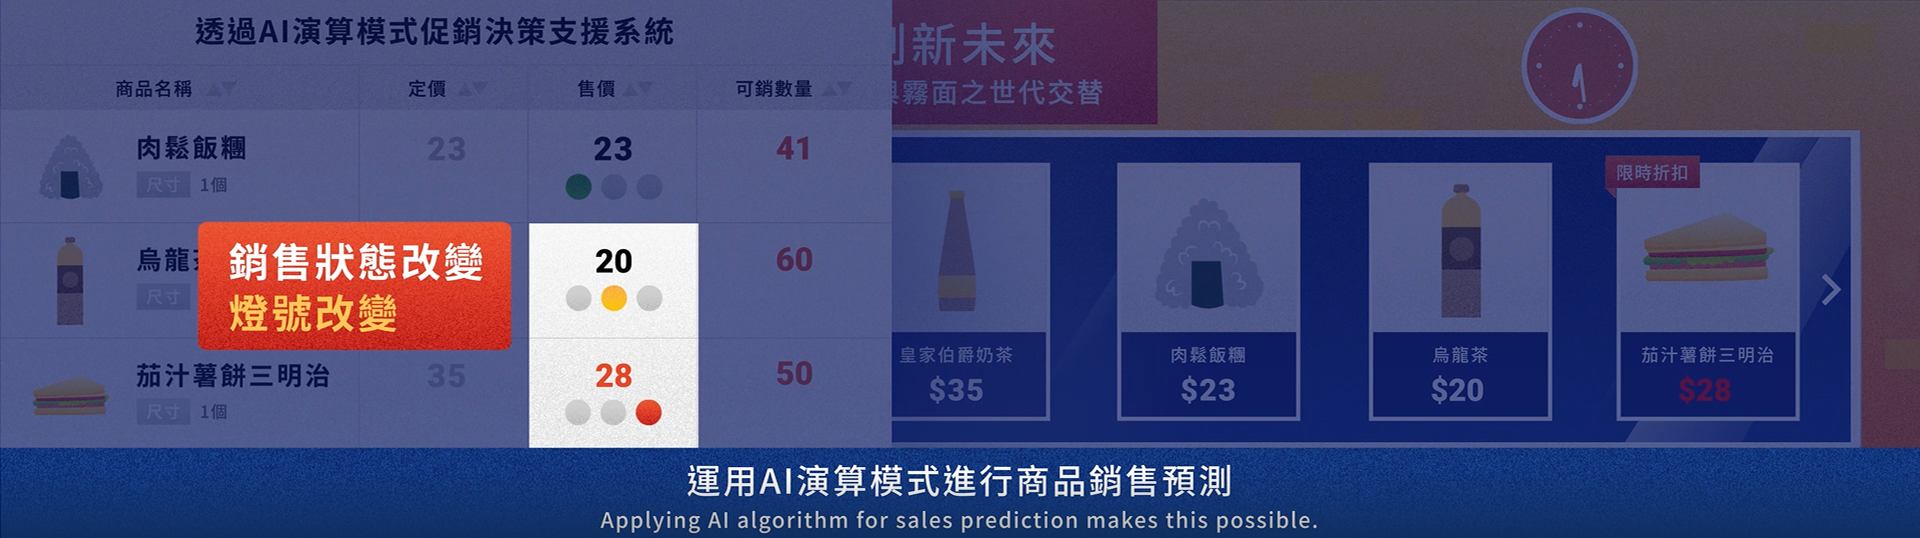 透過AI演算模式促銷決策支援系統
商品名稱 定價 售價 可銷數量
肉鬆飯糰 23 23 41
尺寸 1個
烏龍 20 60
尺寸
銷售狀態改變
燈號改變
茄汁薯餅三明治 35 28 50
尺寸 1個
創新未來
霧面之世代交替
限時折扣
皇家伯爵奶茶 肉鬆飯糰 烏龍茶 茄汁薯餅三明治
$35 $23 $20 $28
運用AI演算模式進行商品銷售預測
Applying AI algorithm for sales prediction makes this possible.